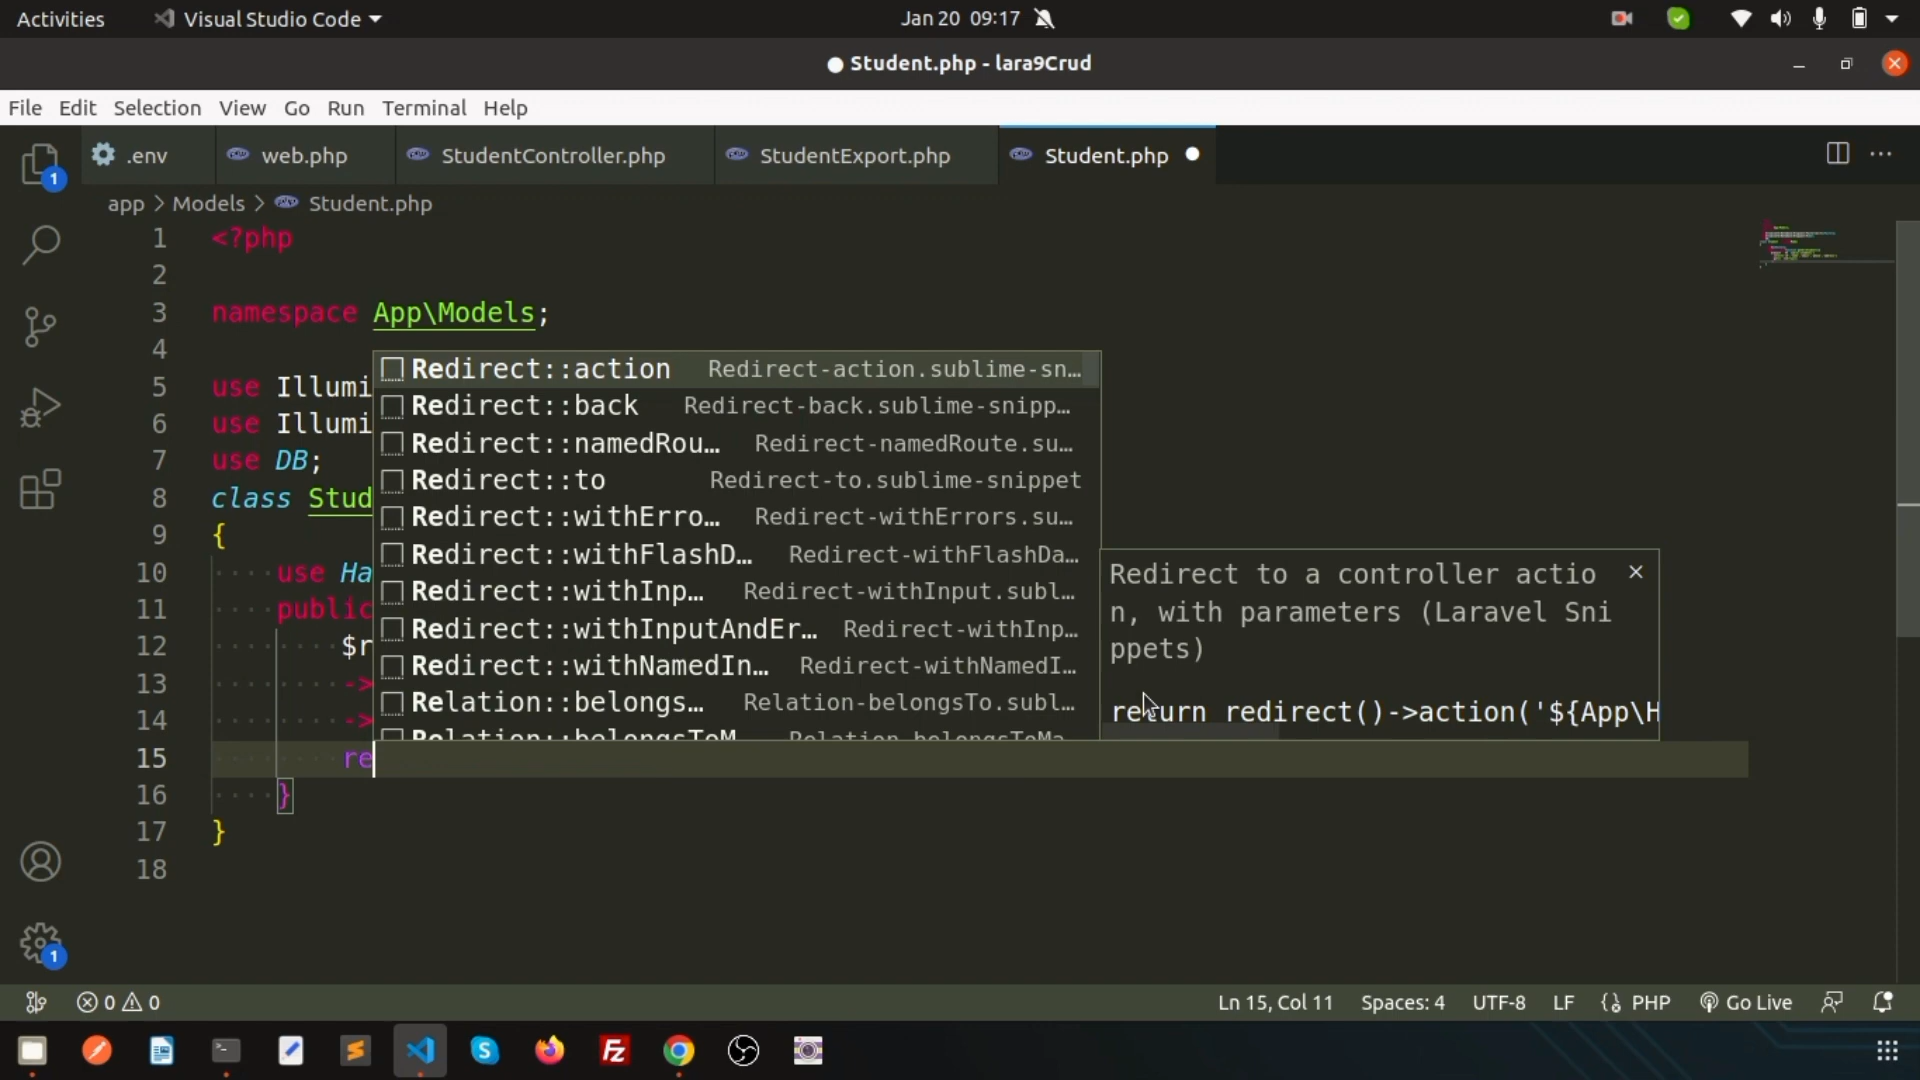 Activities
Visual Studio Code
Jan 20 09:17
Student.php - lara9Crud
File Edit Selection View Go Run Terminal Help
.env
web.php
StudentController.php
StudentExport.php
Student.php
app > Models > Student.php
1 <?php
2
3 namespace App\Models;
4
5 use Illumi
6 use Illumi
7 use DB;
8 class Stud
9 {
10 use Ha
11 public
12 $r
13 ->
14 ->
15 re
16 }
17 }
18
Redirect::action Redirect-action.sublime-sn…
Redirect::back Redirect-back.sublime-snipp…
Redirect::namedRou… Redirect-namedRoute.su…
Redirect::to Redirect-to.sublime-snippet
Redirect::withErro… Redirect-withErrors.su…
Redirect::withFlashD… Redirect-withFlashDa…
Redirect::withInp… Redirect-withInput.subl…
Redirect::withInputAndEr… Redirect-withInp…
Redirect::withNamedIn… Redirect-withNamedI…
Relation::belongs… Relation-belongsTo.subl…
Relation::belongsToM… Relation-belongsToMa…
Redirect to a controller actio
n, with parameters (Laravel Sni
ppets)
return redirect()->action('${App\H
1
1
0 0
Ln 15, Col 11
Spaces: 4
UTF-8
LF
PHP
Go Live